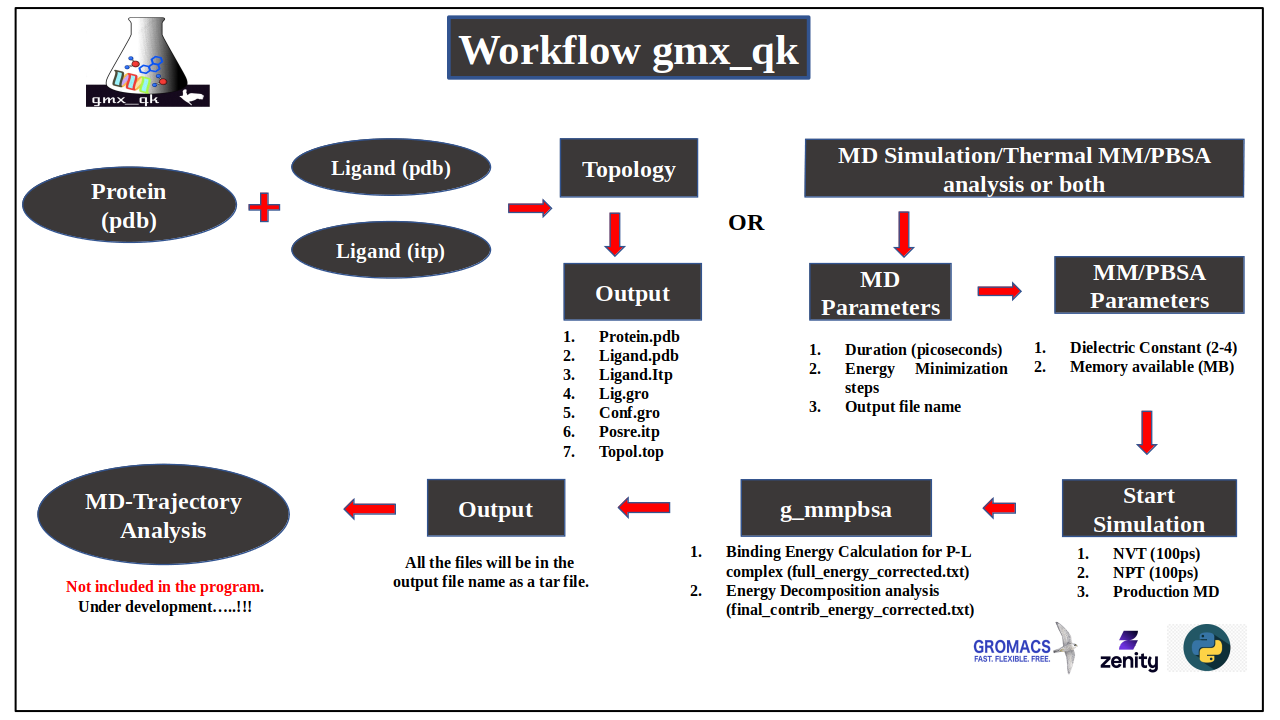 Workflow gmx_qk
gmx_qk
Protein
(pdb)
Ligand (pdb)
Ligand (itp)
Topology
Output
1. Protein.pdb
2. Ligand.pdb
3. Ligand.Itp
4. Lig.gro
5. Conf.gro
6. Posre.itp
7. Topol.top
OR
MD Simulation/Thermal MM/PBSA
analysis or both
MD
Parameters
1. Duration (picoseconds)
2. Energy Minimization
steps
3. Output file name
MM/PBSA
Parameters
1. Dielectric Constant (2-4)
2. Memory available (MB)
Start
Simulation
1. NVT (100ps)
2. NPT (100ps)
3. Production MD
g_mmpbsa
1. Binding Energy Calculation for P-L
complex (full_energy_corrected.txt)
2. Energy Decomposition analysis
(final_contrib_energy_corrected.txt)
Output
All the files will be in the
output file name as a tar file.
MD-Trajectory
Analysis
Not included in the program.
Under development…..!!!
GROMACS
FAST. FLEXIBLE. FREE.
zenity